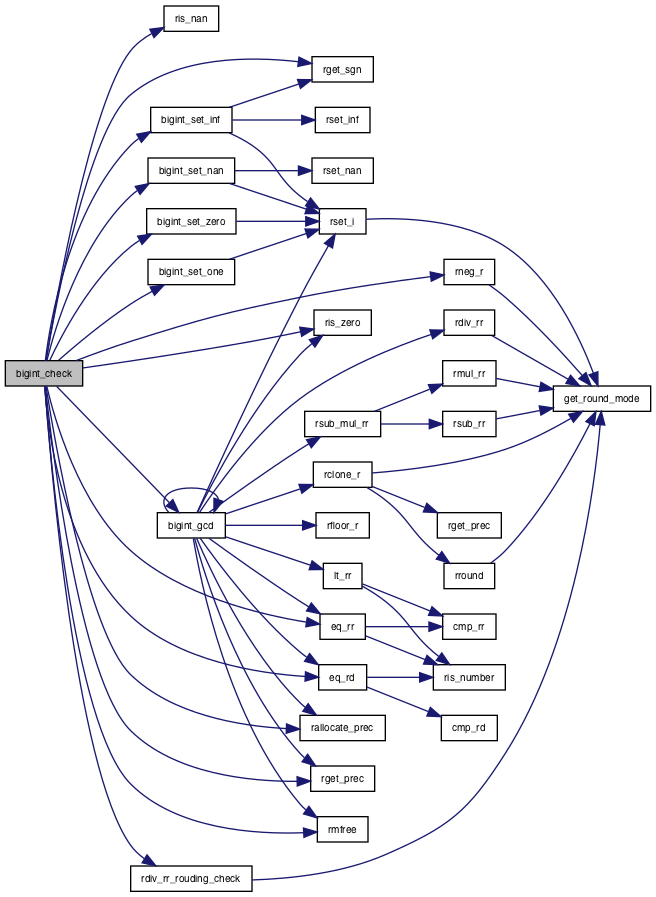 ris_nan
rget_sgn
bigint_set_inf
rset_inf
bigint_set_nan
rset_nan
bigint_set_zero
rset_i
bigint_set_one
rneg_r
ris_zero
rdiv_rr
bigint_check
rmul_rr
get_round_mode
rsub_mul_rr
rsub_rr
rclone_r
bigint_gcd
rfloor_r
rget_prec
lt_rr
rround
eq_rr
cmp_rr
eq_rd
ris_number
rallocate_prec
cmp_rd
rget_prec
rmfree
rdiv_rr_rouding_check